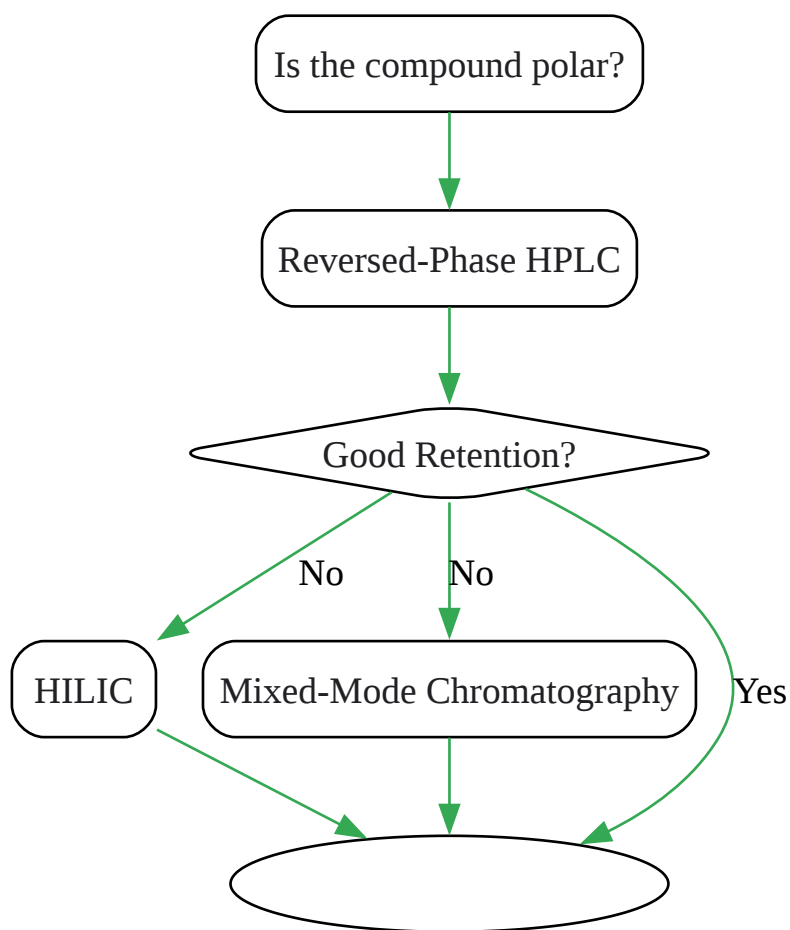 Is the compound polar?
Reversed-Phase HPLC
Good Retention?
No
No
HILIC
Mixed-Mode Chromatography
Yes